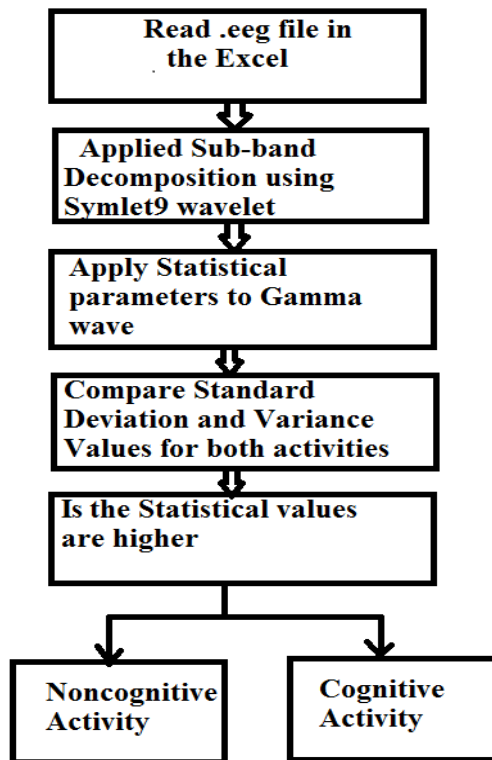 Read .eeg file in
the Excel
Applied Sub-band
Decomposition using
Symlet9 wavelet
Apply Statistical
parameters to Gamma
wave
Compare Standard
Deviation and Variance
Values for both activities
Is the Statistical values
are higher
Noncognitive
Activity
Cognitive
Activity